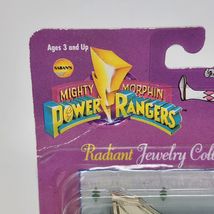 Ages 3 and Up
SABAN'S
MIGHTY MORPHIN
POWER RANGERS
Radiant Jewelry Coll